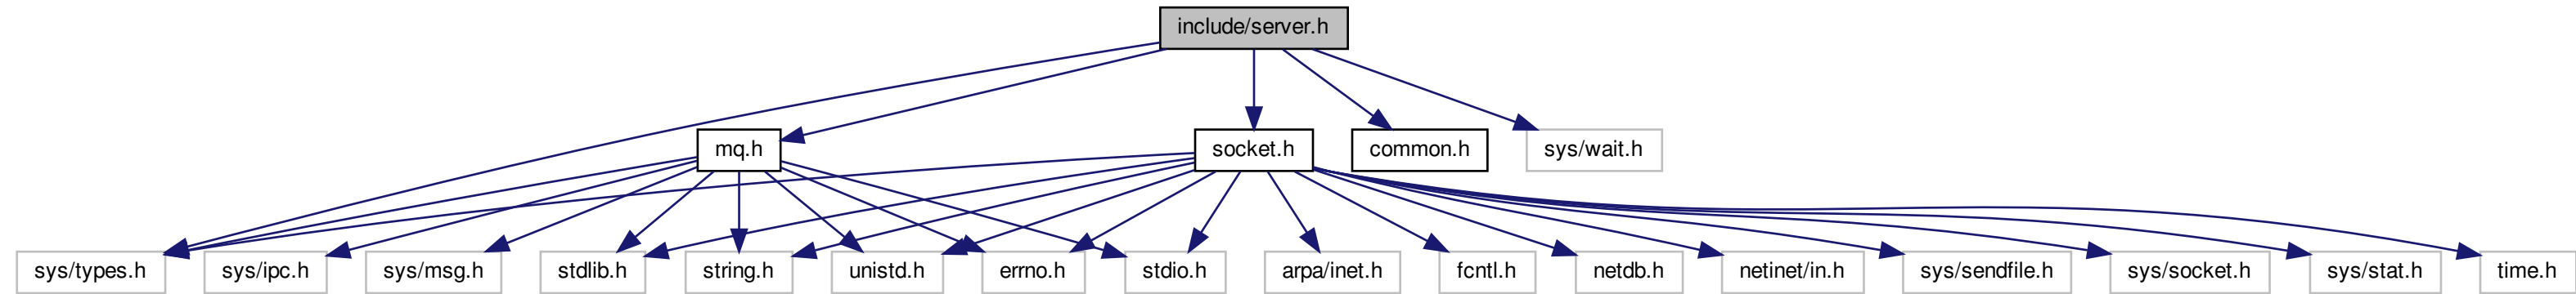 include/server.h
mq.h
socket.h
common.h
sys/wait.h
sys/types.h
sys/ipc.h
sys/msg.h
stdlib.h
string.h
unistd.h
errno.h
stdio.h
arpa/inet.h
fcntl.h
netdb.h
netinet/in.h
sys/sendfile.h
sys/socket.h
sys/stat.h
time.h